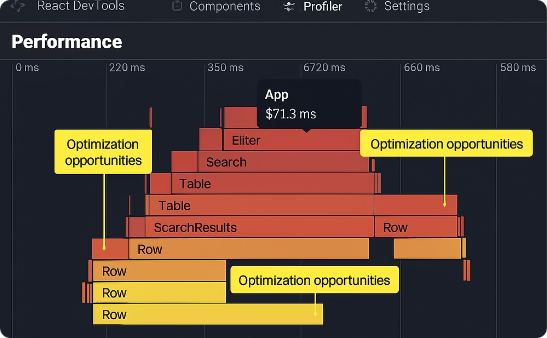 React DevTools
Components
Profiler
Settings
Performance
0 ms
220 ms
350 ms
6720 ms
660 ms
580 ms
App
$71.3 ms
Optimization
opportunities
Eliter
Optimization opportunities
Search
Table
Table
ScarchResults
Row
Row
Row
Optimization opportunities
Row
Row